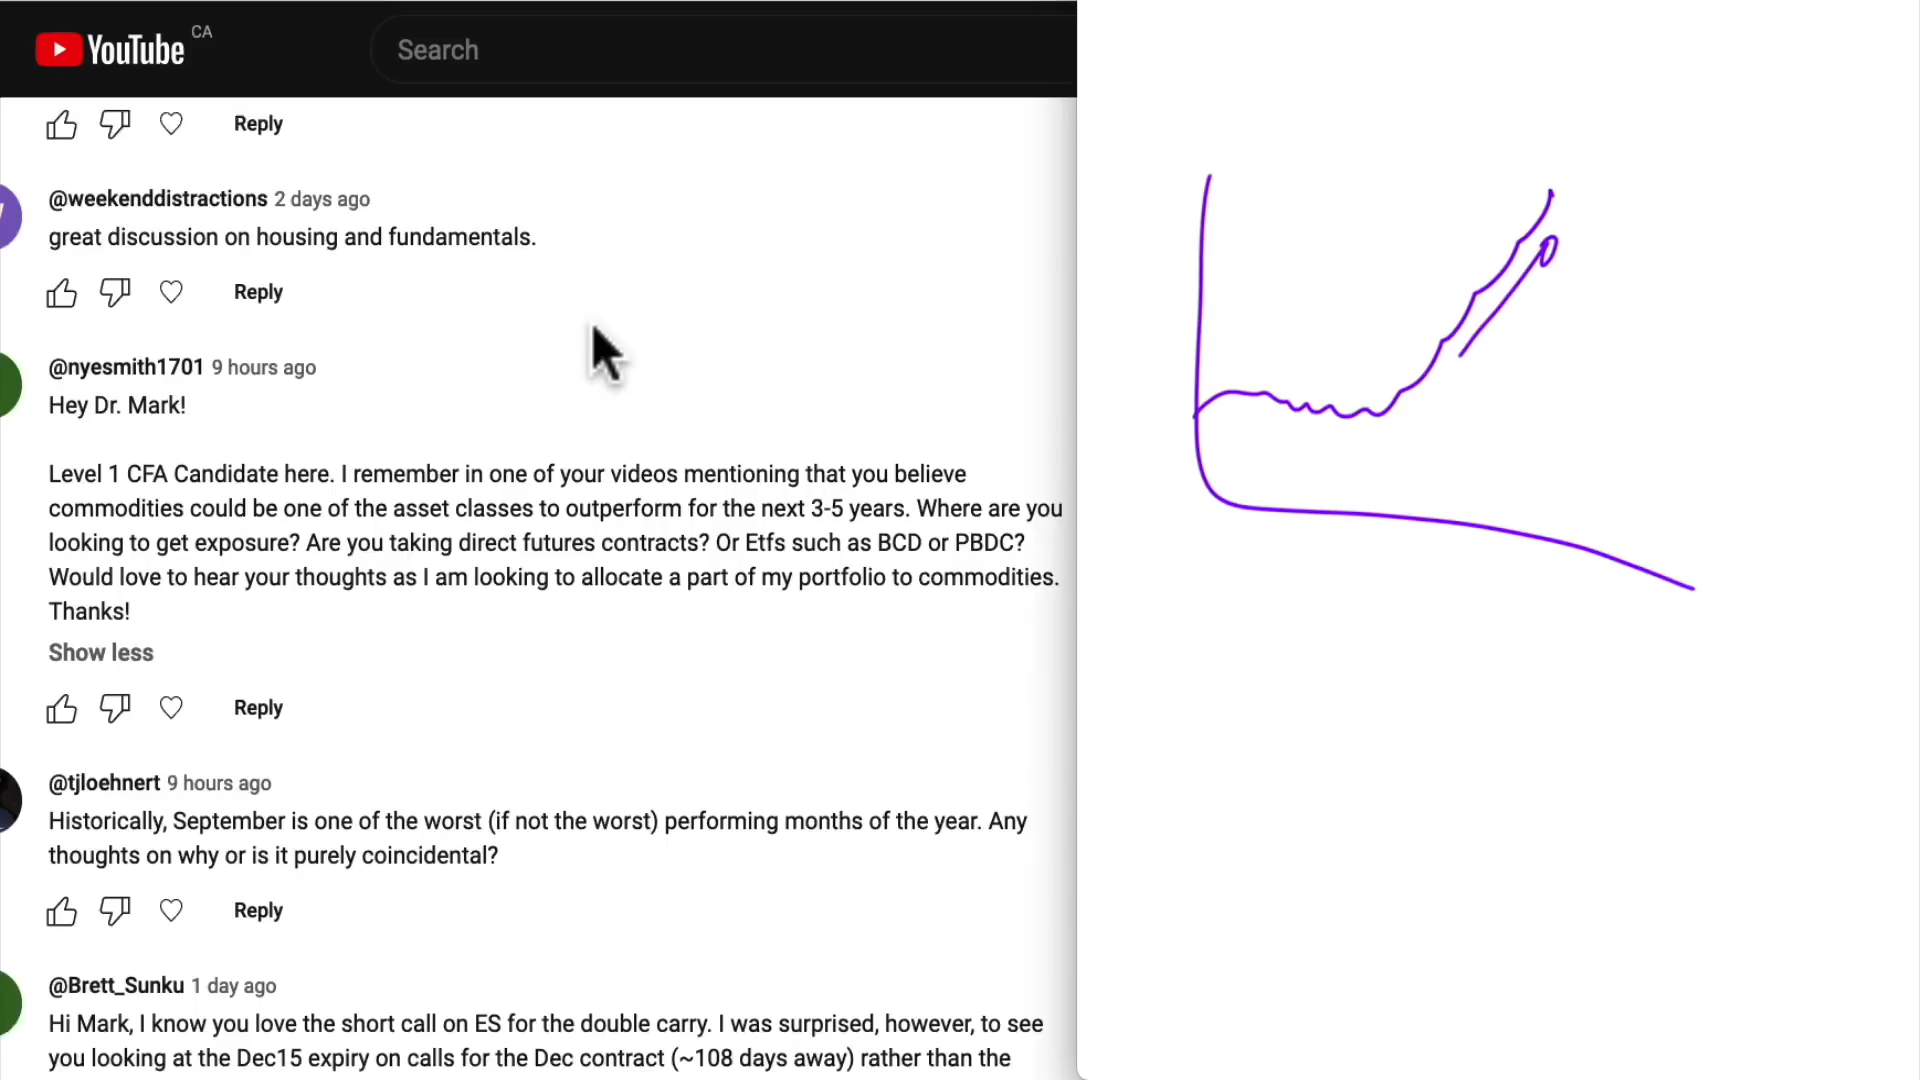 YouTube CA
Search
Reply
@weekenddistractions 2 days ago
great discussion on housing and fundamentals.
Reply
@nyesmith1701 9 hours ago
Hey Dr. Mark!
Level 1 CFA Candidate here. I remember in one of your videos mentioning that you believe
commodities could be one of the asset classes to outperform for the next 3-5 years. Where are you
looking to get exposure? Are you taking direct futures contracts? Or Etfs such as BCD or PBDC?
Would love to hear your thoughts as I am looking to allocate a part of my portfolio to commodities.
Thanks!
Show less
Reply
@tjloehnert 9 hours ago
Historically, September is one of the worst (if not the worst) performing months of the year. Any
thoughts on why or is it purely coincidental?
Reply
@Brett_Sunku 1 day ago
Hi Mark, I know you love the short call on ES for the double carry. I was surprised, however, to see
you looking at the Dec15 expiry on calls for the Dec contract (~108 days away) rather than the